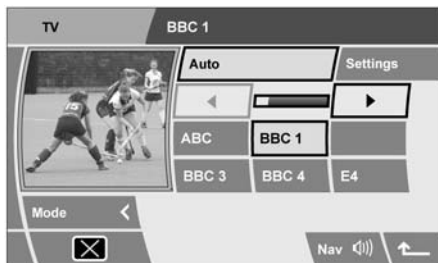 TV BBC 1
Auto Settings
ABC BBC 1
BBC 3 BBC 4 E4
Mode
Nav